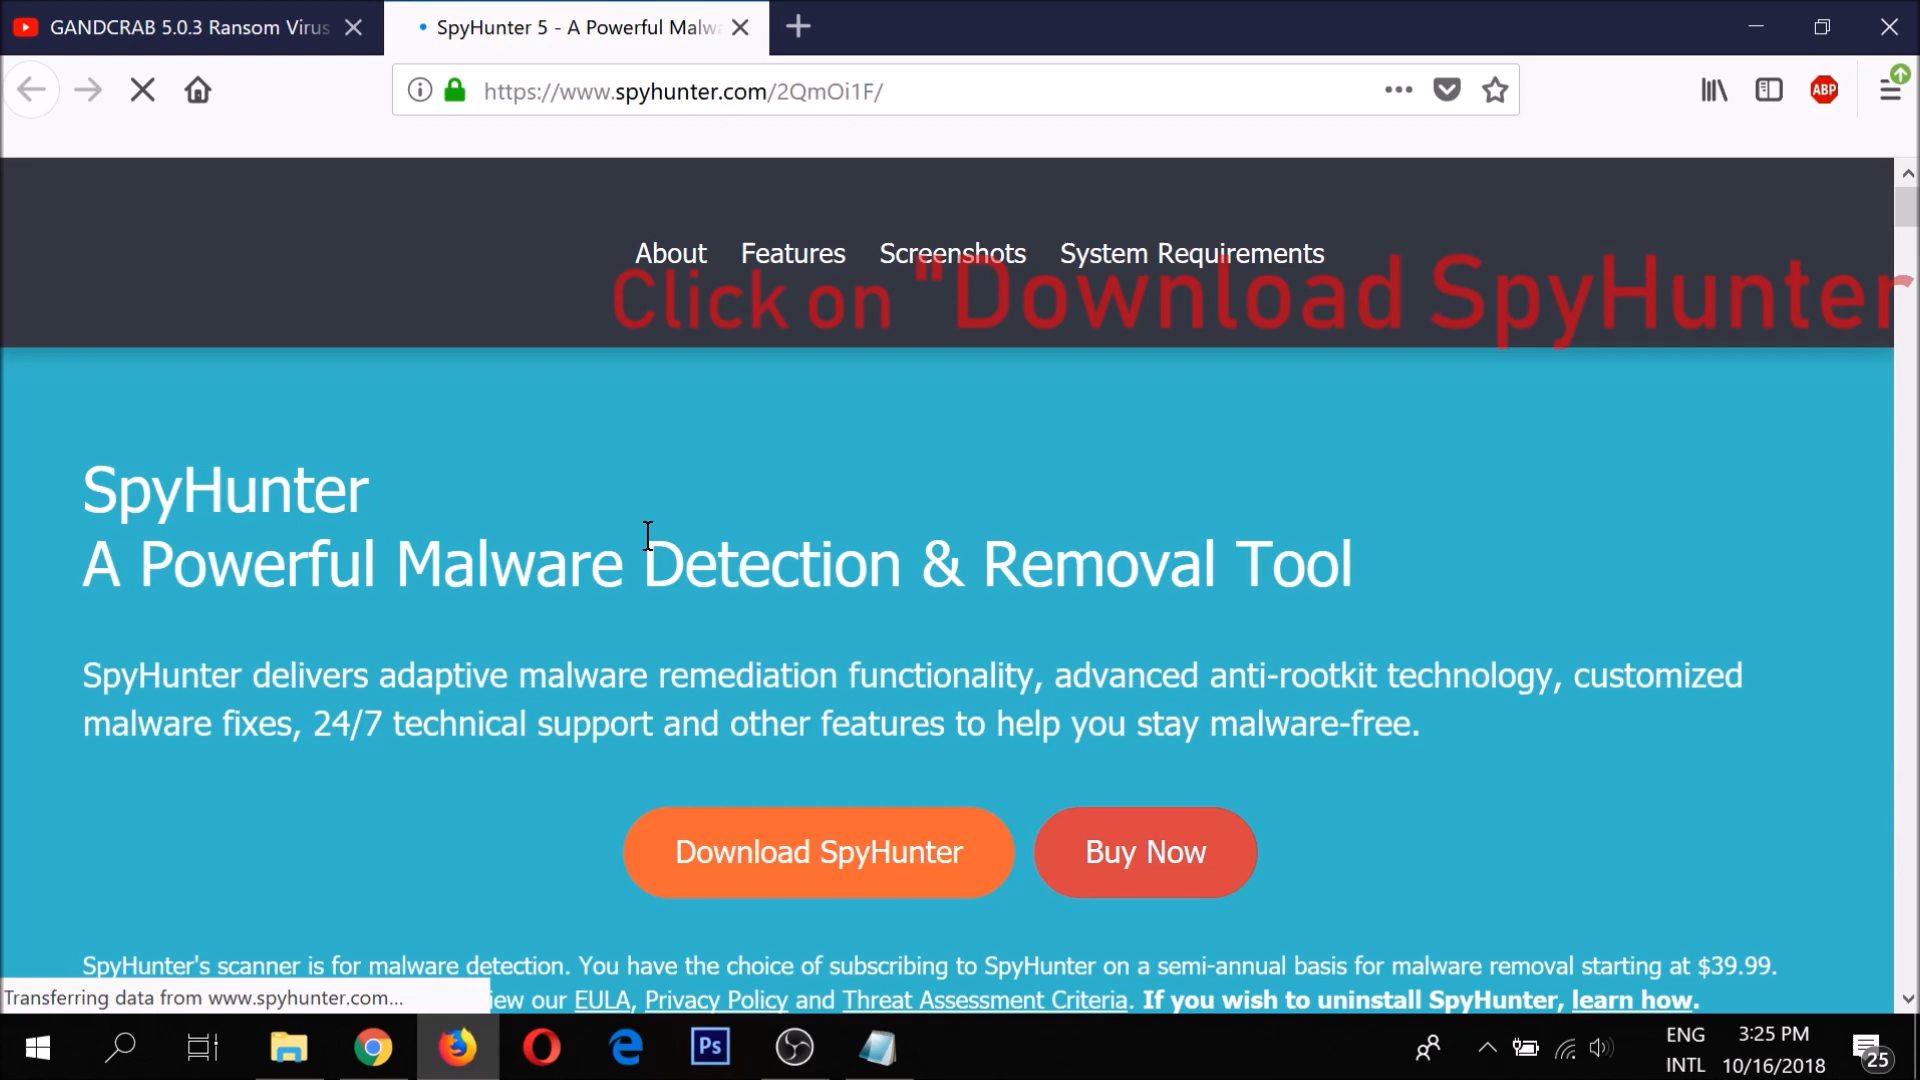 GANDCRAB 5.0.3 Ransom Virus
SpyHunter 5 - A Powerful Malwa
https://www.spyhunter.com/2QmOi1F/
ABP
About Features Screenshots System Requirements
Click on "Download SpyHunter
SpyHunter
A Powerful Malware Detection & Removal Tool
SpyHunter delivers adaptive malware remediation functionality, advanced anti-rootkit technology, customized
malware fixes, 24/7 technical support and other features to help you stay malware-free.
Download SpyHunter Buy Now
SpyHunter's scanner is for malware detection. You have the choice of subscribing to SpyHunter on a semi-annual basis for malware removal starting at $39.99.
Transferring data from www.spyhunter.com...
iew our EULA, Privacy Policy and Threat Assessment Criteria. If you wish to uninstall SpyHunter, learn how.
Ps
ENG 3:25 PM
INTL 10/16/2018
25